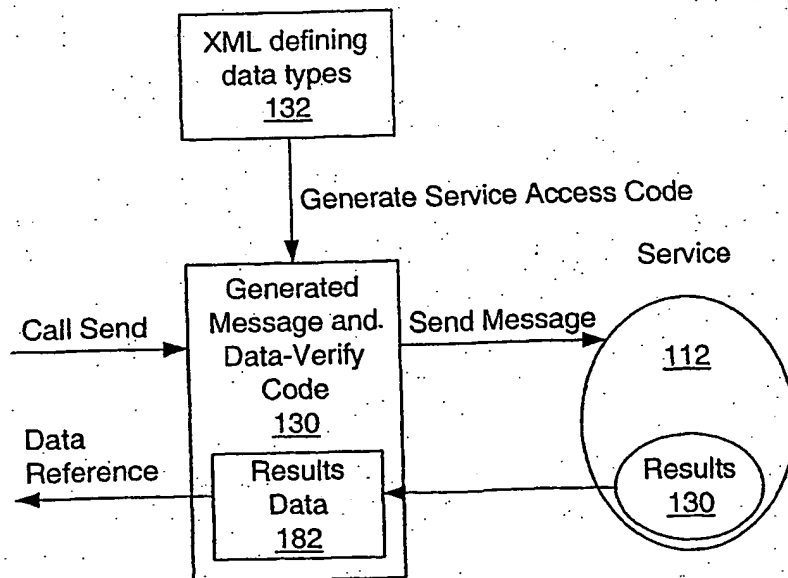 XML defining
data types
132
Generate Service Access Code
Service
Call Send
Generated
Message and.
Data-Verify
Code
130
Send Message
112
Data
Reference
Results
Data
182
Results
130